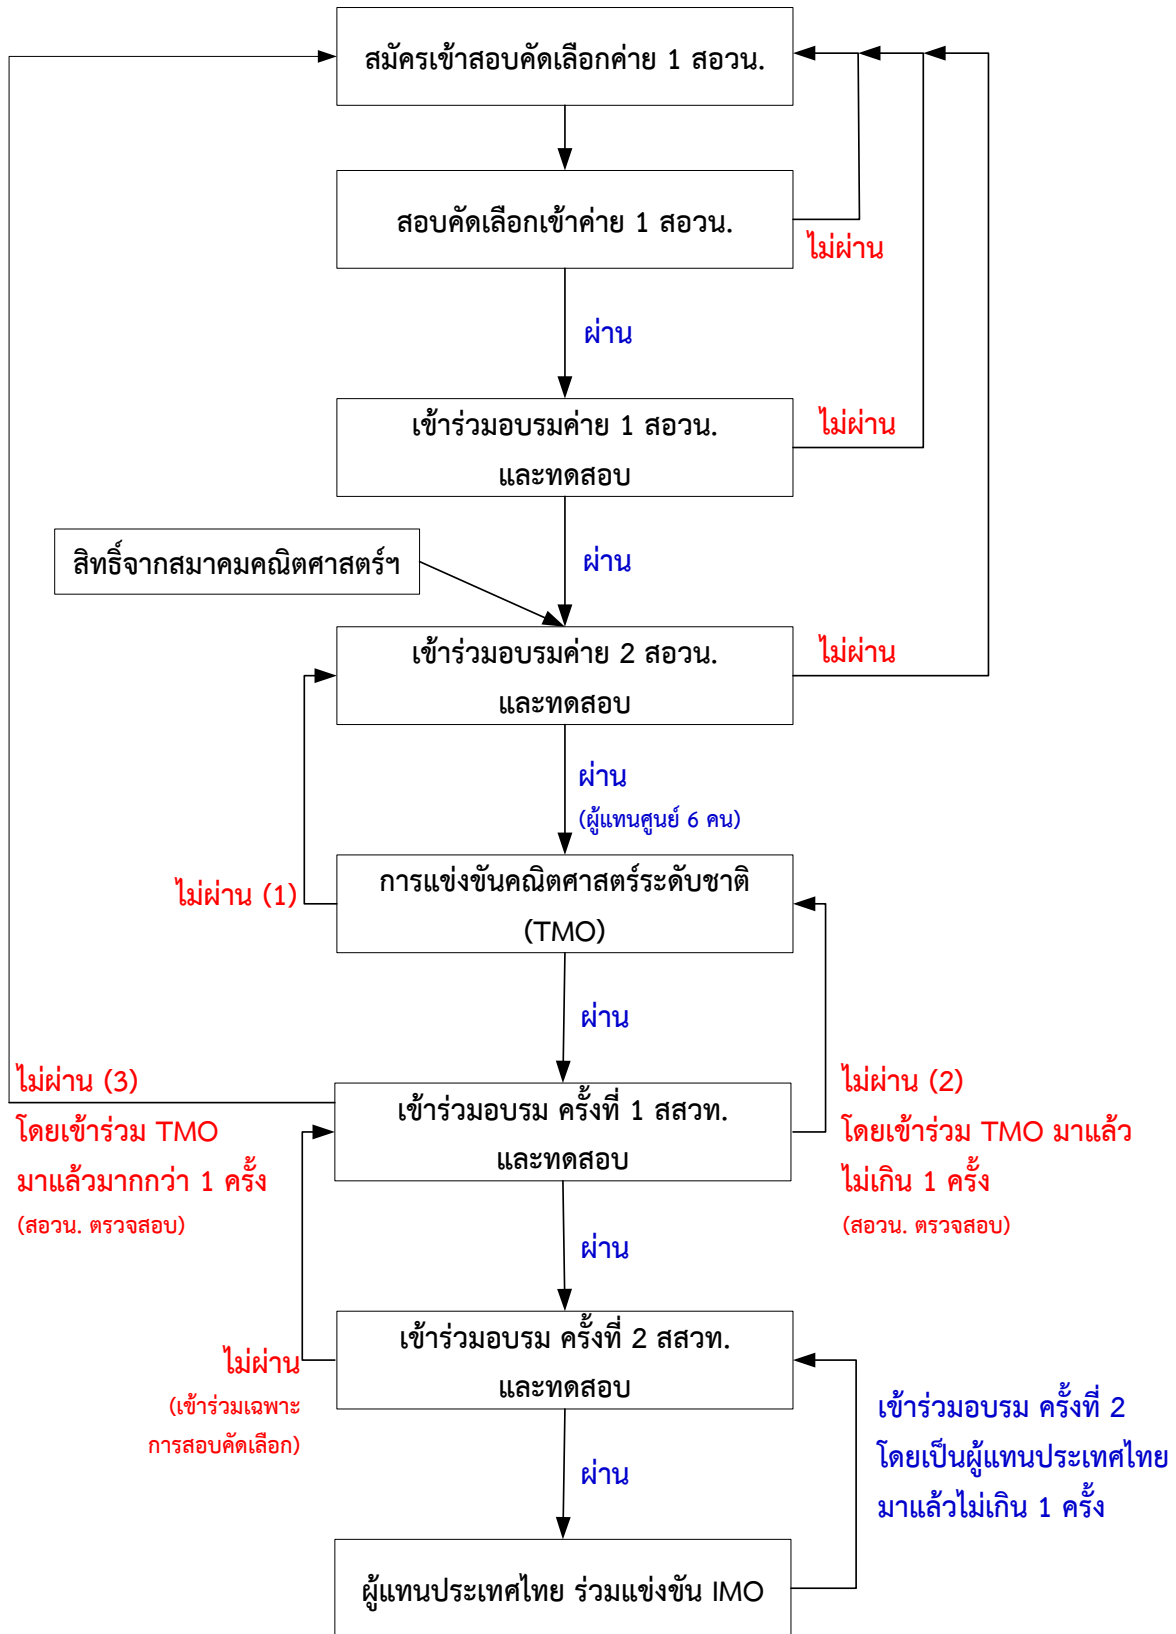 สมัครเข้าสอบคัดเลือกค่าย 1 สอวน.
สอบคัดเลือกเข้าค่าย 1 สอวน.
ไม่ผ่าน
ผ่าน
เข้าร่วมอบรมค่าย 1 สอวน.
และทดสอบ
ไม่ผ่าน
สิทธิ์จากสมาคมคณิตศาสตร์ฯ
ผ่าน
เข้าร่วมอบรมค่าย 2 สอวน.
และทดสอบ
ไม่ผ่าน
ผ่าน
(ผู้แทนศูนย์ 6 คน)
ไม่ผ่าน (1)
การแข่งขันคณิตศาสตร์ระดับชาติ
(TMO)
ผ่าน
ไม่ผ่าน (3)
โดยเข้าร่วม TMO
มาแล้วมากกว่า 1 ครั้ง
(สอวน. ตรวจสอบ)
เข้าร่วมอบรม ครั้งที่ 1 สสวท.
และทดสอบ
ไม่ผ่าน (2)
โดยเข้าร่วม TMO มาแล้ว
ไม่เกิน 1 ครั้ง
(สอวน. ตรวจสอบ)
ผ่าน
เข้าร่วมอบรม ครั้งที่ 2 สสวท.
และทดสอบ
ไม่ผ่าน
(เข้าร่วมเฉพาะ
การสอบคัดเลือก)
เข้าร่วมอบรม ครั้งที่ 2
โดยเป็นผู้แทนประเทศไทย
มาแล้วไม่เกิน 1 ครั้ง
ผ่าน
ผู้แทนประเทศไทย ร่วมแข่งขัน IMO